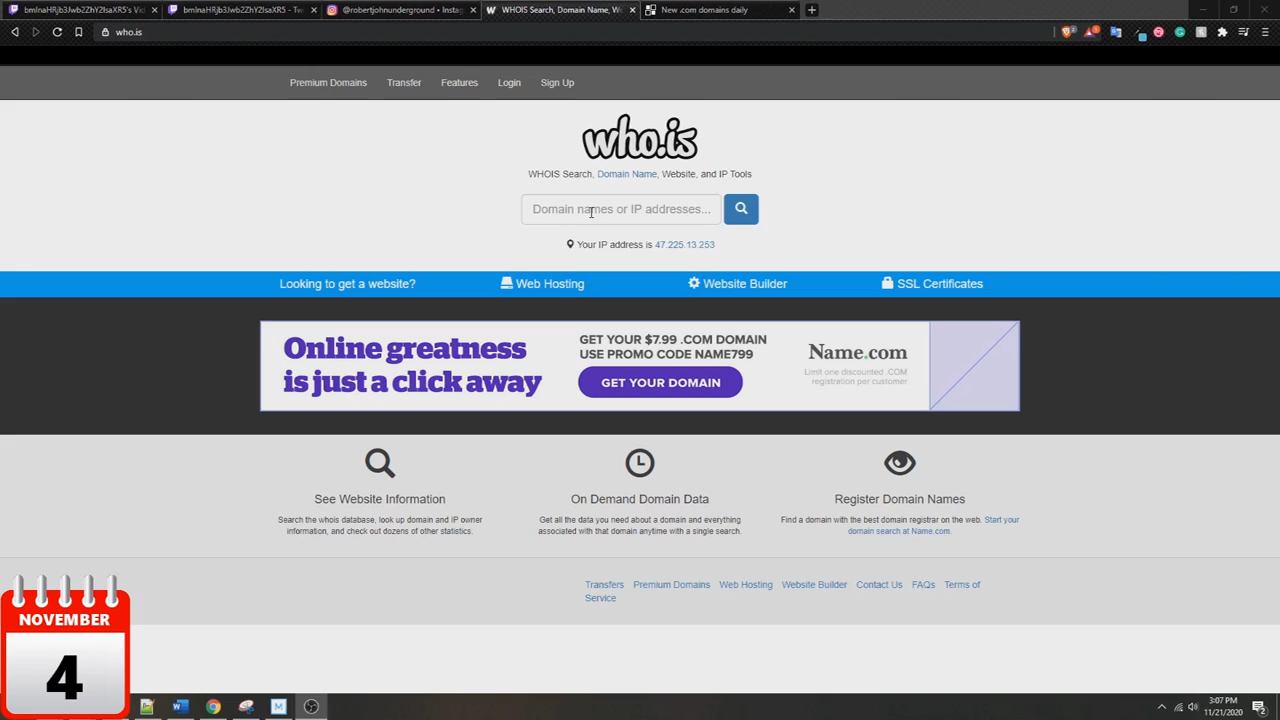 bmlnaHRjb3Jwb2ZhY2lsaXR5's Vid
bmlnaHRjb3Jwb2ZhY2lsaXR5 - Tw
@robertjohnunderground • Instag
WHOIS Search, Domain Name, We
New .com domains daily
who.is
Premium Domains
Transfer
Features
Login
Sign Up
who.is
WHOIS Search, Domain Name, Website, and IP Tools
Domain names or IP addresses...
Your IP address is 47.225.13.253
Looking to get a website?
Web Hosting
Website Builder
SSL Certificates
Online greatness
is just a click away
GET YOUR $7.99 .COM DOMAIN
USE PROMO CODE NAME799
GET YOUR DOMAIN
Name.com
Limit one discounted .COM
registration per customer
See Website Information
Search the whois database, look up domain and IP owner
information, and check out dozens of other statistics.
On Demand Domain Data
Get all the data you need about a domain and everything
associated with that domain anytime with a single search.
Register Domain Names
Find a domain with the best domain registrar on the web. Start your
domain search at Name.com.
Transfers
Premium Domains
Web Hosting
Website Builder
Contact Us
FAQs
Terms of
Service
NOVEMBER
4
3:07 PM
11/21/2020